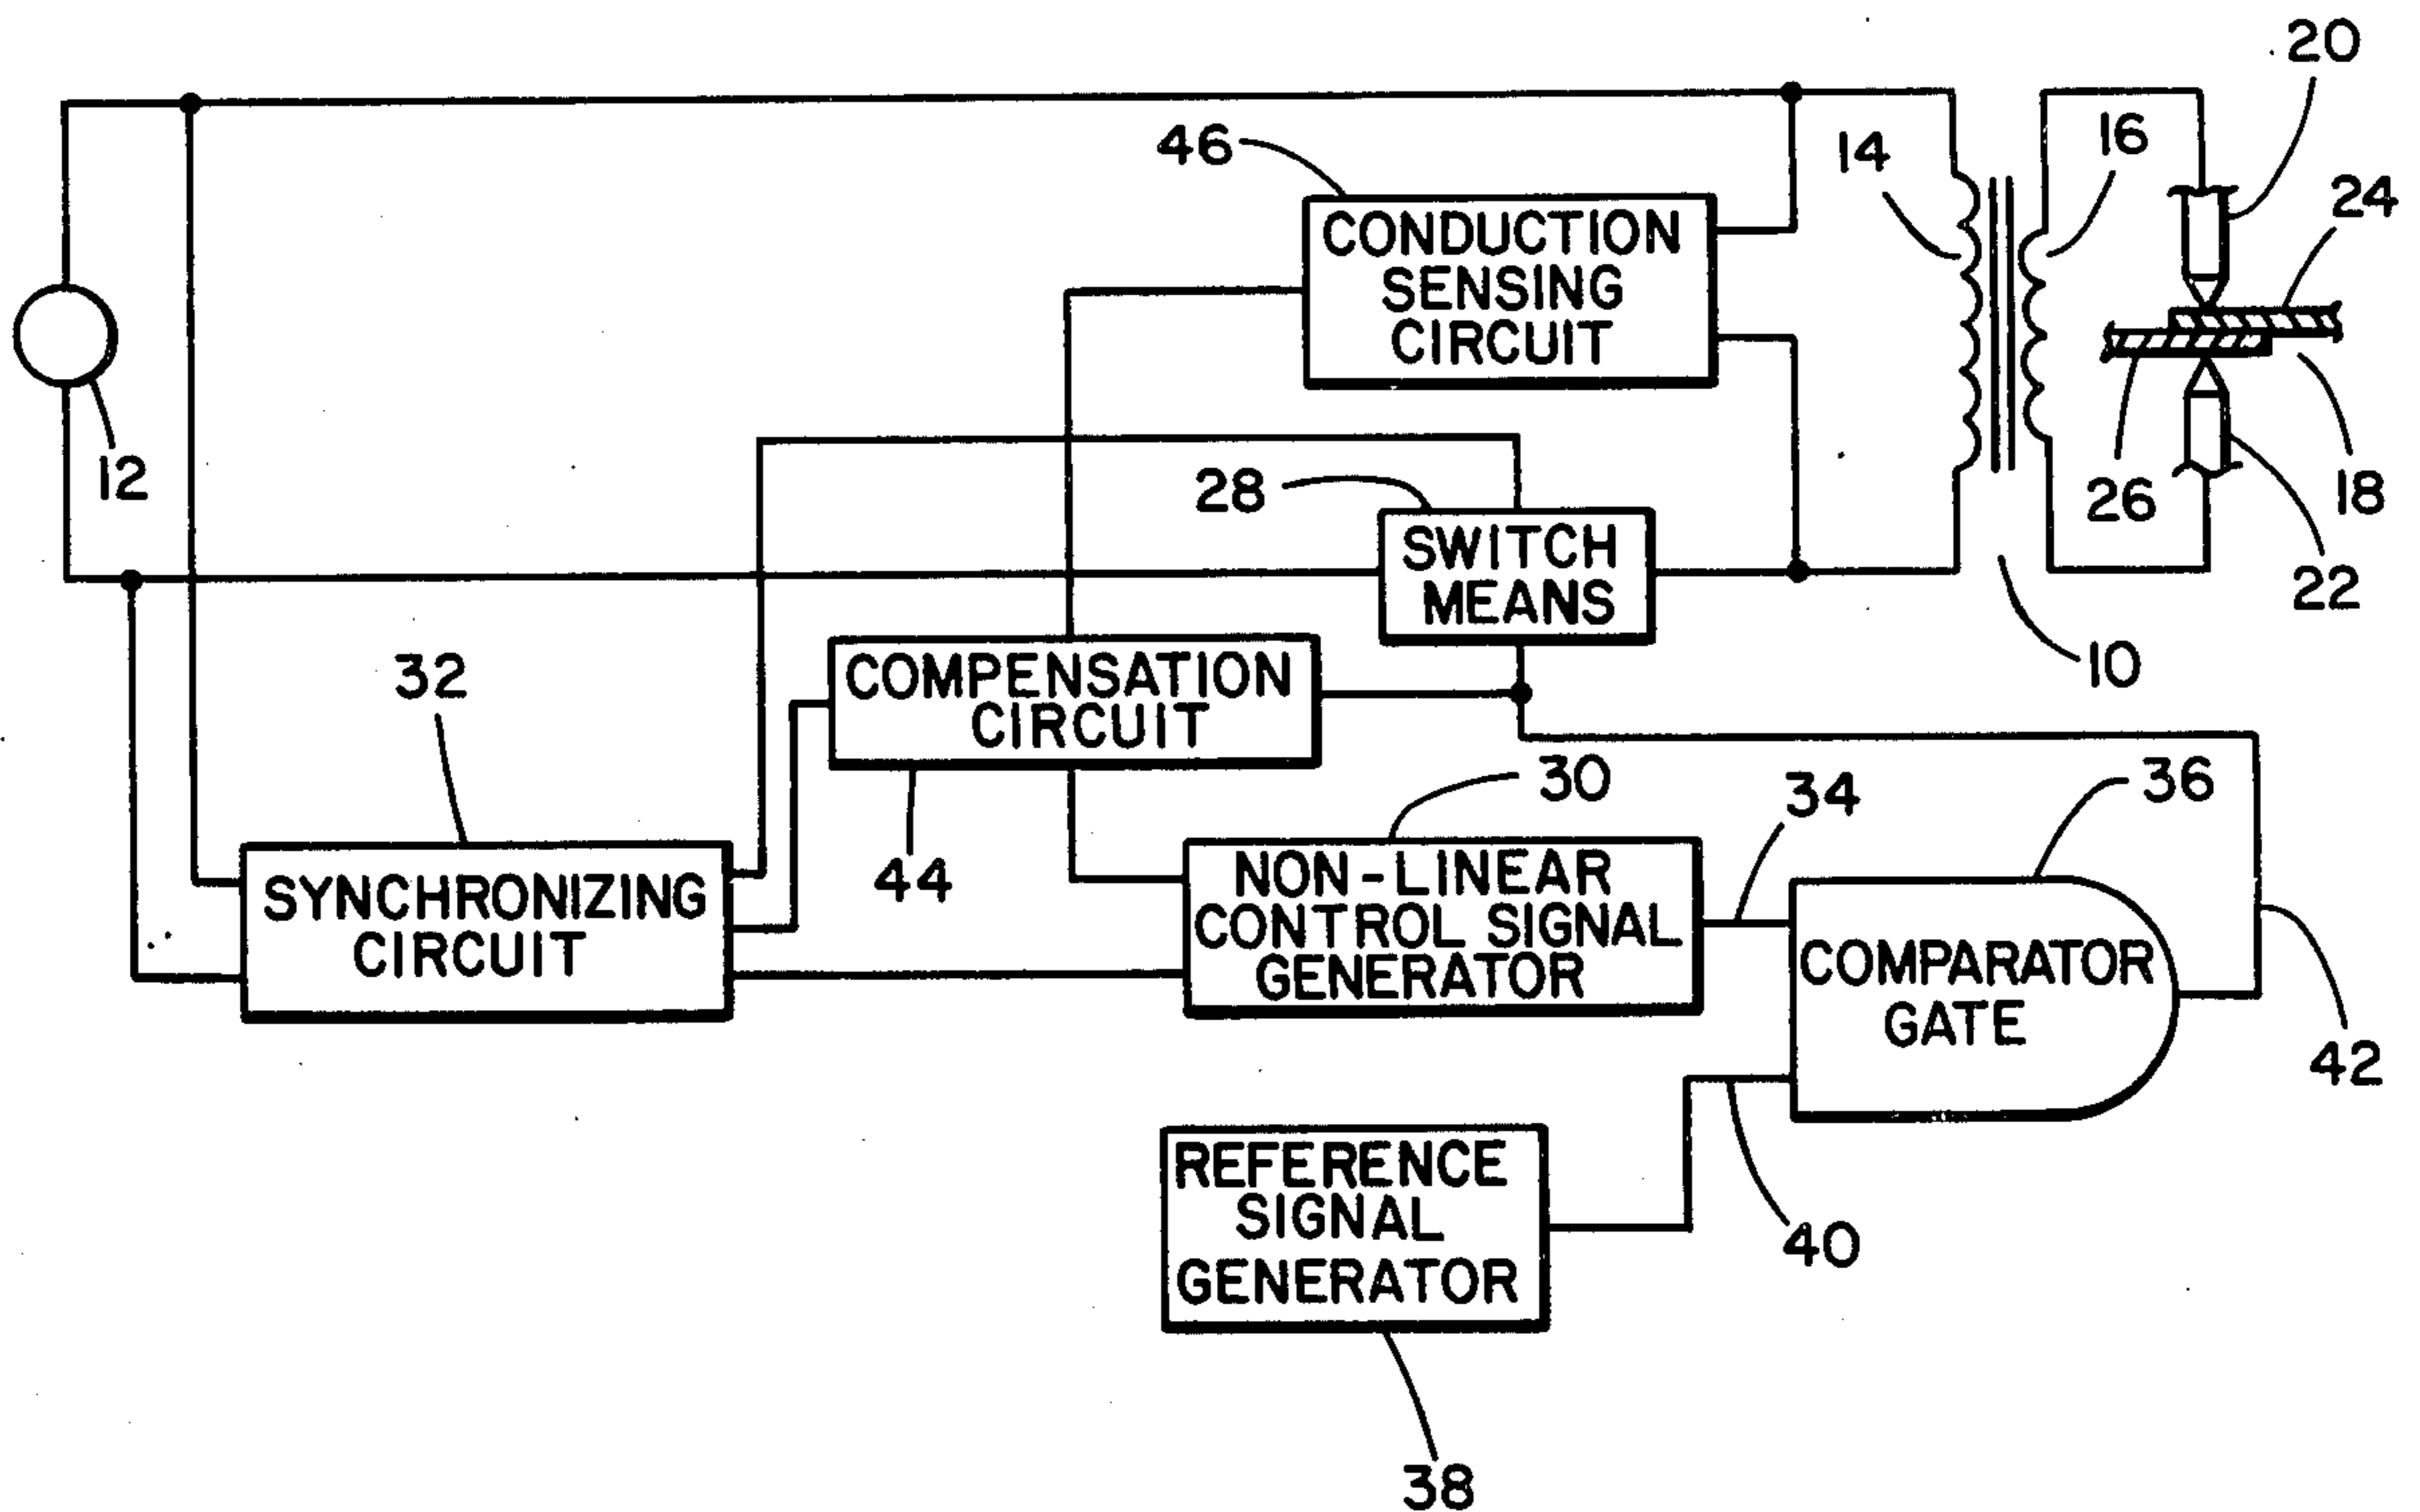 20
46
14
16
24
CONDUCTION
SENSING
CIRCUIT
12
28
26
18
SWITCH
MEANS
22
32
10
COMPENSATION
CIRCUIT
30
34
36
44
SYNCHRONIZING
CIRCUIT
NON-LINEAR
CONTROL SIGNAL
GENERATOR
COMPARATOR
GATE
42
REFERENCE
SIGNAL
GENERATOR
40
38